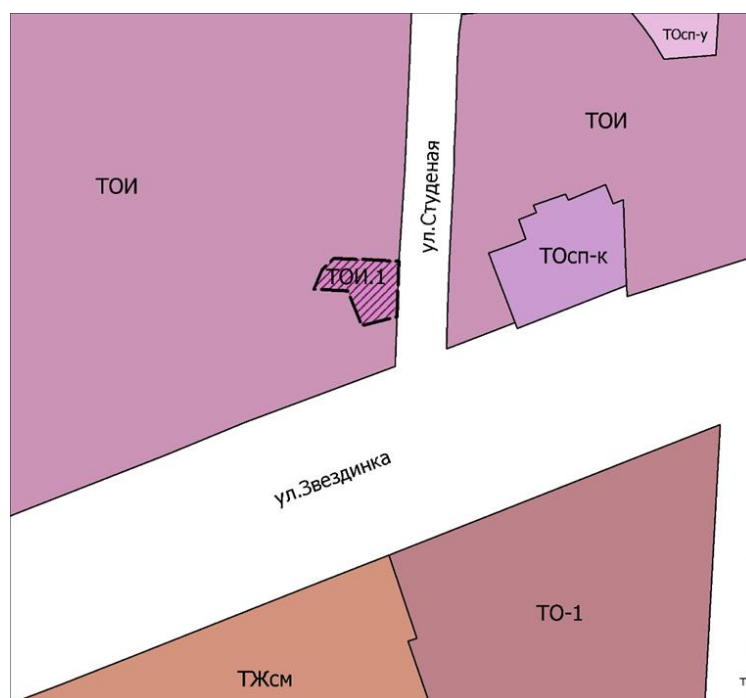 ТОсп-у
ТОИ
ТОИ
ул.Студеная
ТОсп-к
ТОИ.1
ул.Звездинка
ТО-1
ТЖсм